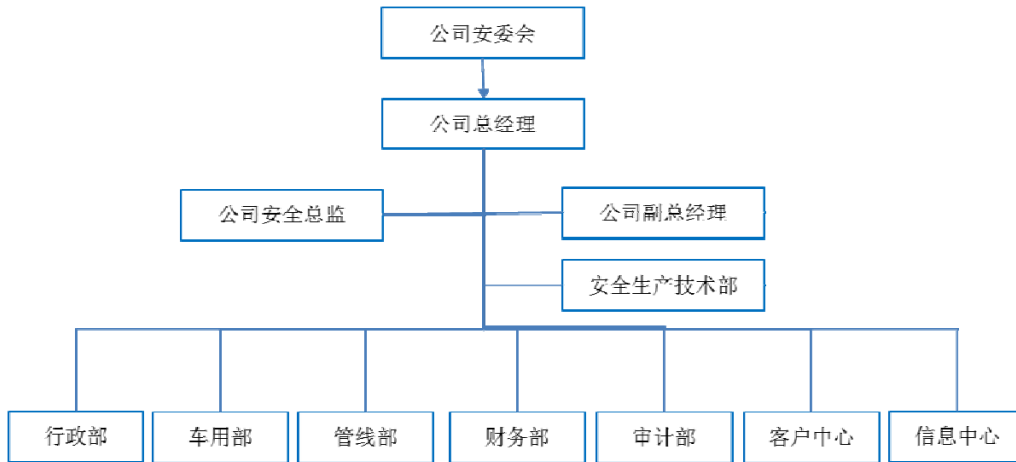 公司安委会
公司总经理
公司安全总监
公司副总经理
安全生产技术部
行政部
车用部
管线部
财务部
审计部
客户中心
信息中心